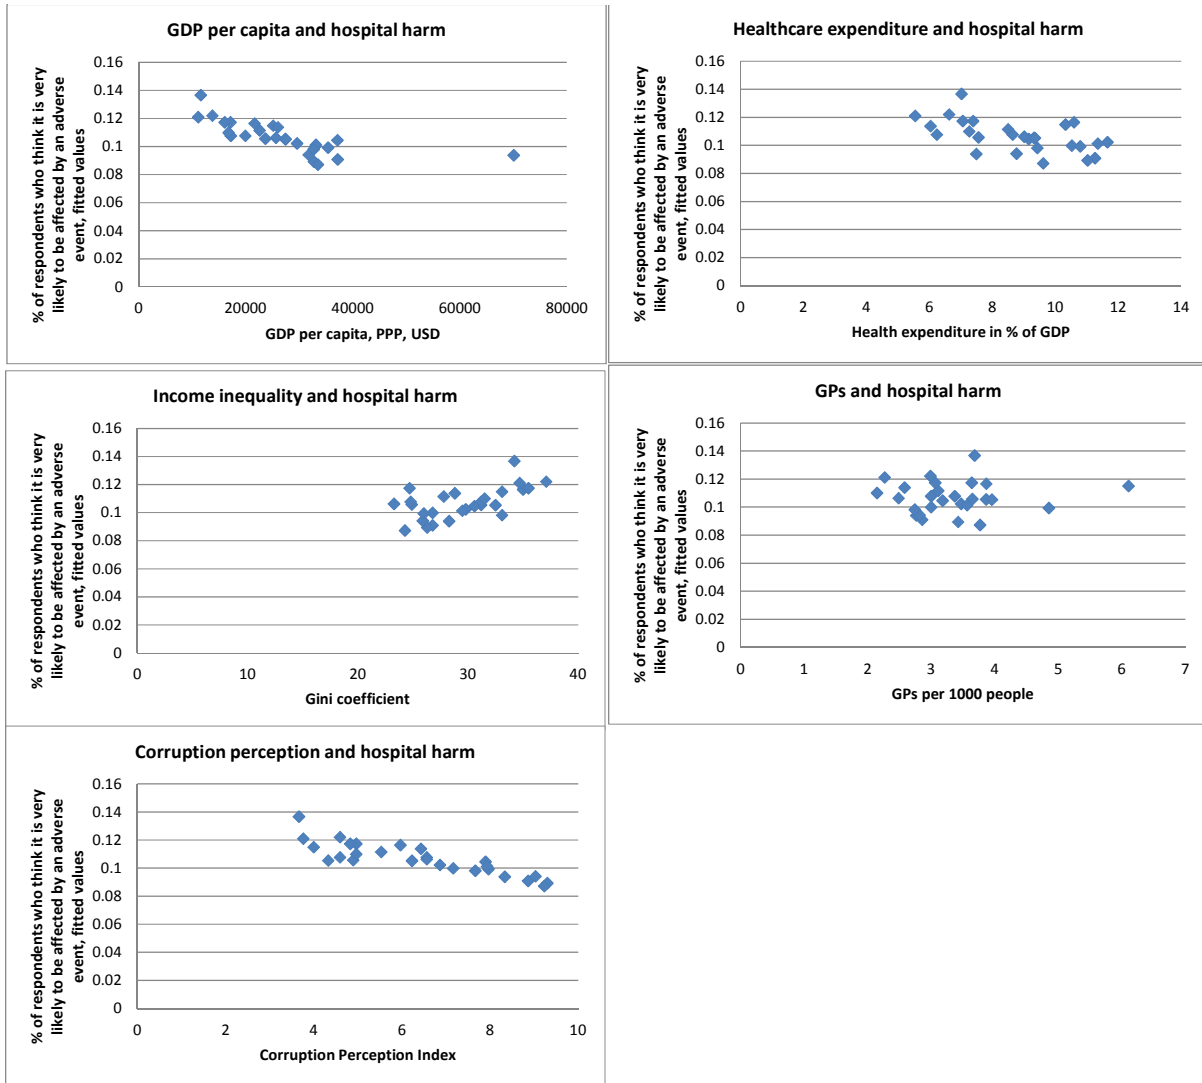 GDP per capita and hospital harm
% of respondents who think it is very
likely to be affected by an adverse
event, fitted values
0.16
0.14
0.12
0.1
0.08
0.06
0.04
0.02
0
0 20000 40000 60000 80000
GDP per capita, PPP, USD
Healthcare expenditure and hospital harm
% of respondents who think it is very
likely to be affected by an adverse
event, fitted values
0.16
0.14
0.12
0.1
0.08
0.06
0.04
0.02
0
0 2 4 6 8 10 12 14
Health expenditure in % of GDP
Income inequality and hospital harm
% of respondents who think it is very
likely to be affected by an adverse
event, fitted values
0.16
0.14
0.12
0.1
0.08
0.06
0.04
0.02
0
0 10 20 30 40
Gini coefficient
GPs and hospital harm
% of respondents who think it is very
likely to be affected by an adverse
event, fitted values
0.16
0.14
0.12
0.1
0.08
0.06
0.04
0.02
0
0 1 2 3 4 5 6 7
GPs per 1000 people
Corruption perception and hospital harm
% of respondents who think it is very
likely to be affected by an adverse
event, fitted values
0.16
0.14
0.12
0.1
0.08
0.06
0.04
0.02
0
0 2 4 6 8 10
Corruption Perception Index